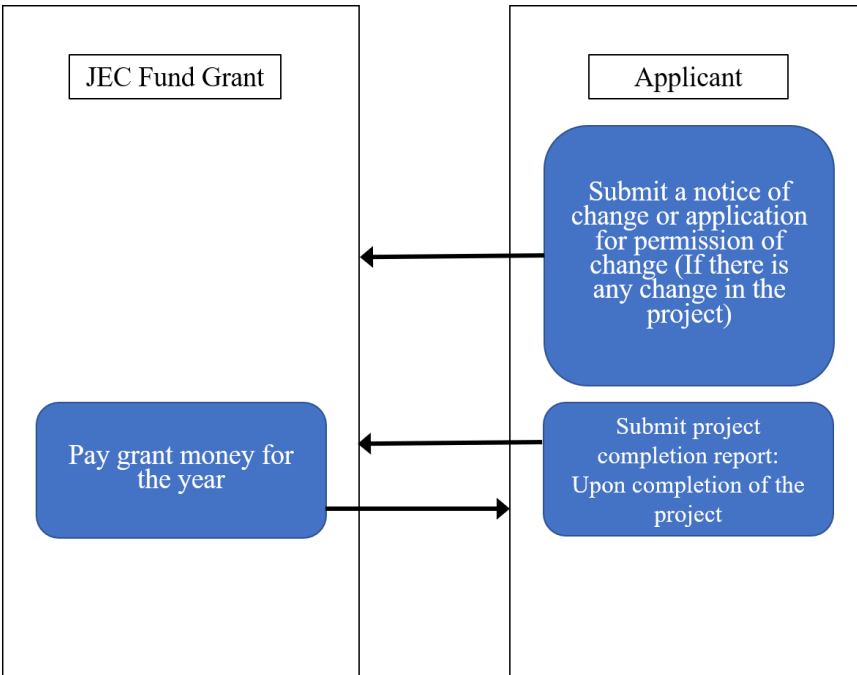 JEC Fund Grant
Applicant
Submit a notice of
change or application
for permission of
change (If there is
any change in the
project)
Pay grant money for
the year
Submit project
completion report:
Upon completion of the
project